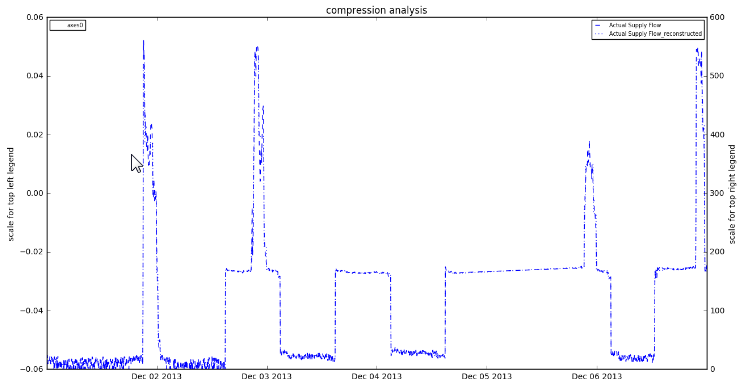 compression analysis
axes0
Actual Supply Flow
Actual Supply Flow_reconstructed
0.06
0.04
0.02
0.00
−0.02
−0.04
−0.06
scale for top left legend
600
500
400
300
200
100
0
scale for top right legend
Dec 02 2013
Dec 03 2013
Dec 04 2013
Dec 05 2013
Dec 06 2013